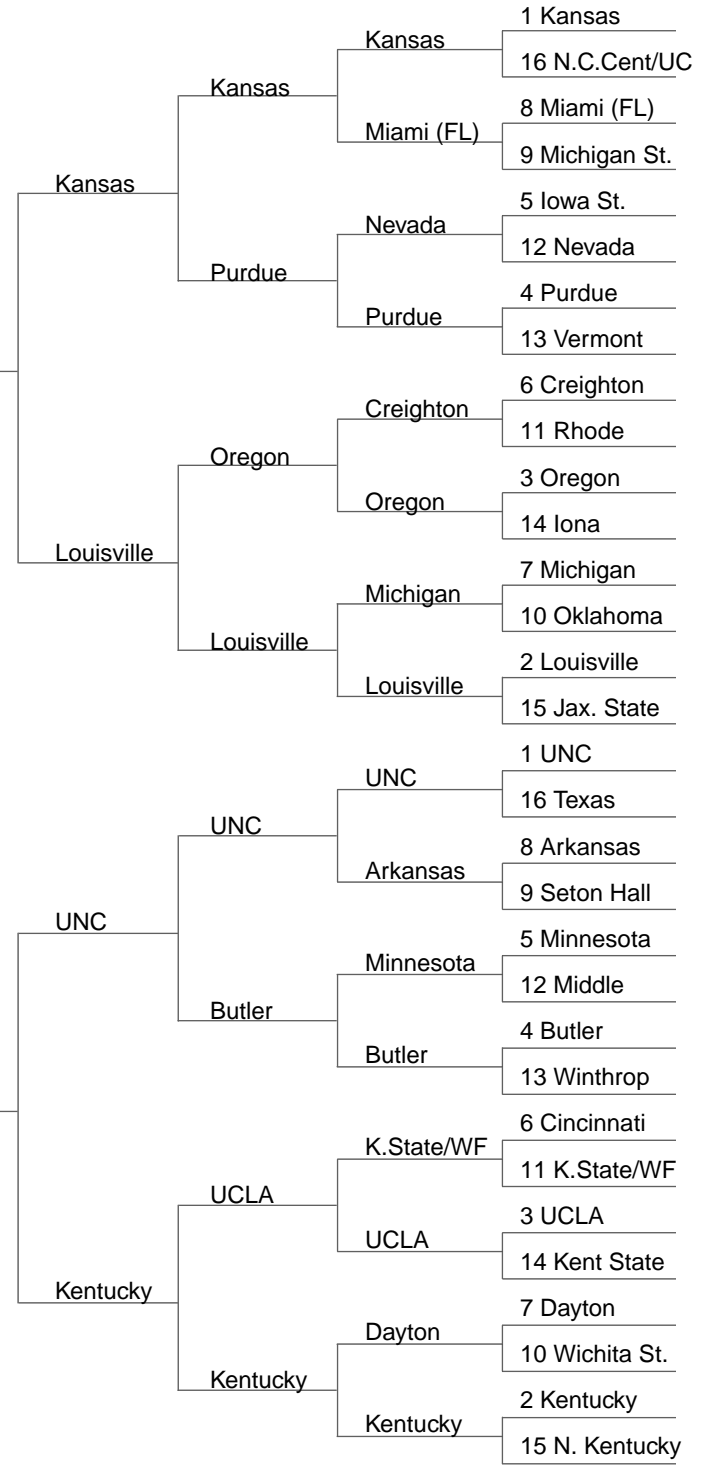 1 Kansas
Kansas
16 N.C.Cent/UC
Kansas
8 Miami (FL)
Miami (FL)
9 Michigan St.
Kansas
5 Iowa St.
Nevada
12 Nevada
Purdue
4 Purdue
Purdue
13 Vermont
6 Creighton
Creighton
11 Rhode
Oregon
3 Oregon
Oregon
14 Iona
Louisville
7 Michigan
Michigan
10 Oklahoma
Louisville
2 Louisville
Louisville
15 Jax. State
1 UNC
UNC
16 Texas
UNC
8 Arkansas
Arkansas
9 Seton Hall
UNC
5 Minnesota
Minnesota
12 Middle
Butler
4 Butler
Butler
13 Winthrop
6 Cincinnati
K.State/WF
11 K.State/WF
UCLA
3 UCLA
UCLA
14 Kent State
Kentucky
7 Dayton
Dayton
10 Wichita St.
Kentucky
2 Kentucky
Kentucky
15 N. Kentucky